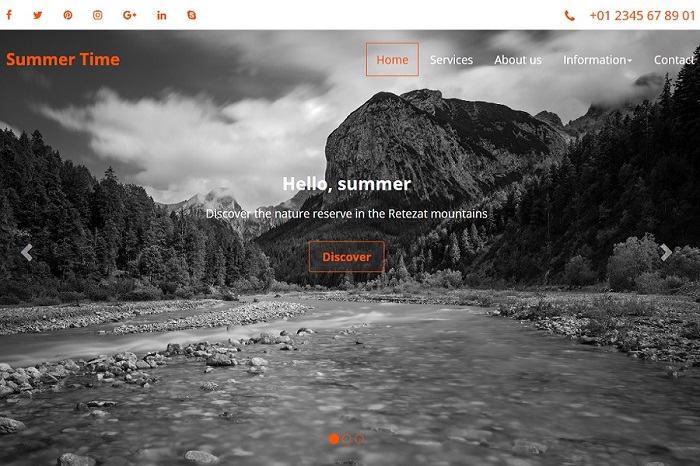 +01 2345 67 89 01
Summer Time
Home Services About us Information Contact
Hello, summer
Discover the nature reserve in the Retezat mountains
Discover